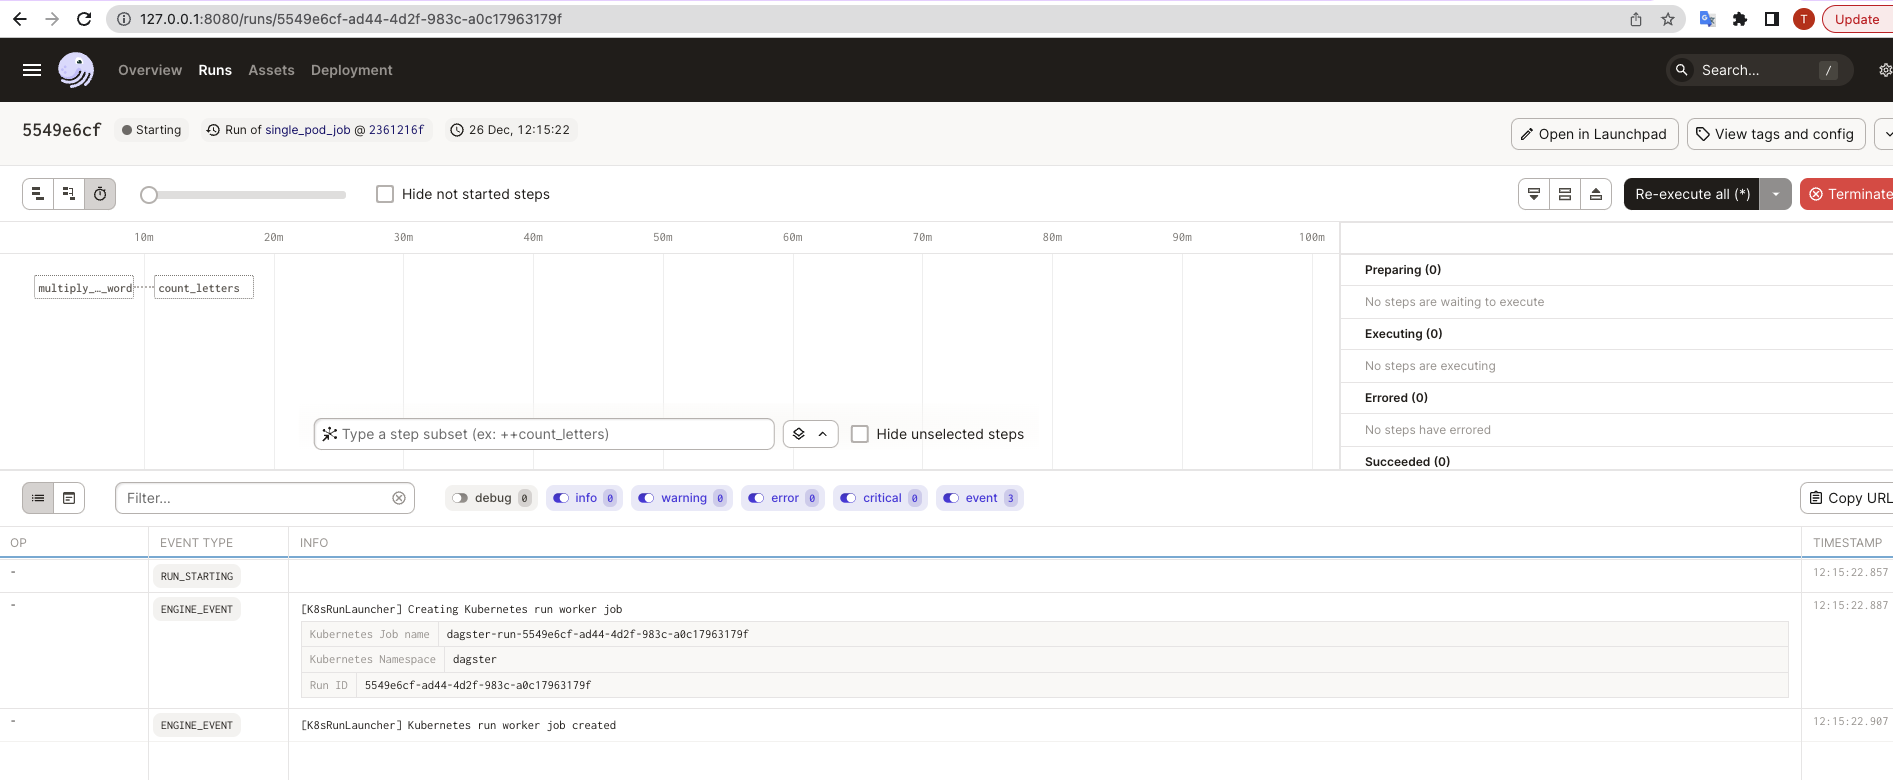 127.0.0.1:8080/runs/5549e6cf-ad44-4d2f-983c-a0c17963179f
T
Update
Overview Runs Assets Deployment
Search... /
5549e6cf Starting Run of single_pod_job @ 2361216f 26 Dec, 12:15:22
Open in Launchpad View tags and config
Hide not started steps
Re-execute all (*) Terminate
10m 20m 30m 40m 50m 60m 70m 80m 90m 100m
multiply_…_word count_letters
Preparing (0)
No steps are waiting to execute
Executing (0)
No steps are executing
Errored (0)
No steps have errored
Succeeded (0)
Type a step subset (ex: ++count_letters) Hide unselected steps
Filter... debug 0 info 0 warning 0 error 0 critical 0 event 3 Copy URL
OP EVENT TYPE INFO TIMESTAMP
- RUN_STARTING 12:15:22.857
- ENGINE_EVENT [K8sRunLauncher] Creating Kubernetes run worker job 12:15:22.887
Kubernetes Job name dagster-run-5549e6cf-ad44-4d2f-983c-a0c17963179f
Kubernetes Namespace dagster
Run ID 5549e6cf-ad44-4d2f-983c-a0c17963179f
- ENGINE_EVENT [K8sRunLauncher] Kubernetes run worker job created 12:15:22.907